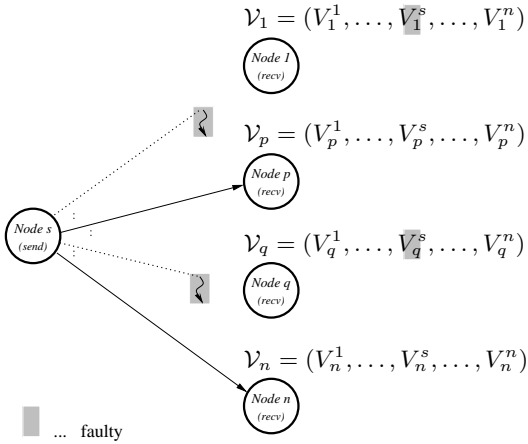 𝒱₁ = (V₁¹, . . . , V₁ˢ, . . . , V₁ⁿ)
Node 1
(recv)
𝒱ₚ = (Vₚ¹, . . . , Vₚˢ, . . . , Vₚⁿ)
Node p
(recv)
Node s
(send)
𝒱_q = (V_q¹, . . . , V_qˢ, . . . , V_qⁿ)
Node q
(recv)
𝒱ₙ = (Vₙ¹, . . . , Vₙˢ, . . . , Vₙⁿ)
Node n
(recv)
... faulty